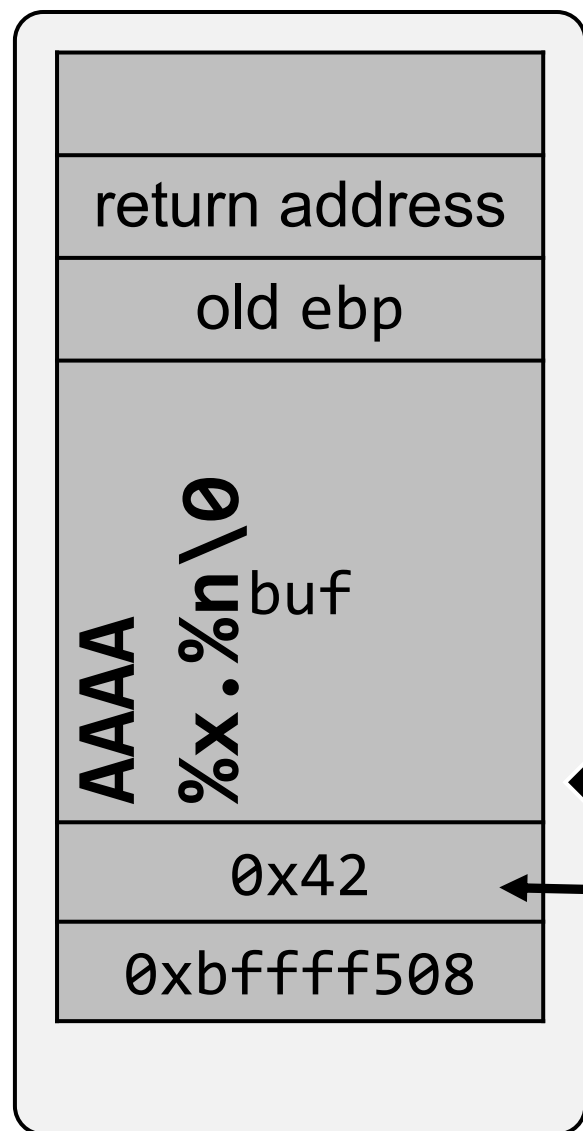 return address
old ebp
AAAA
%x.%n\0
buf
0x42
0xbffff508